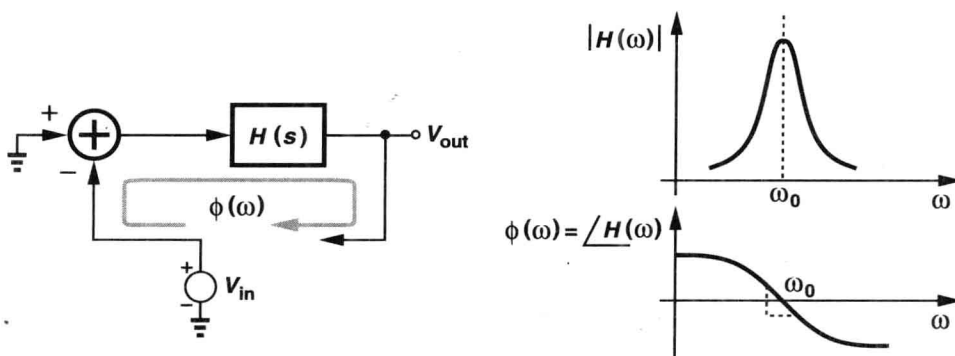 +
H(s)
Vout
−
ϕ(ω)
+
−
Vin
|H(ω)|
ω0
ω
ϕ(ω) = ∠H(ω)
ω0
ω